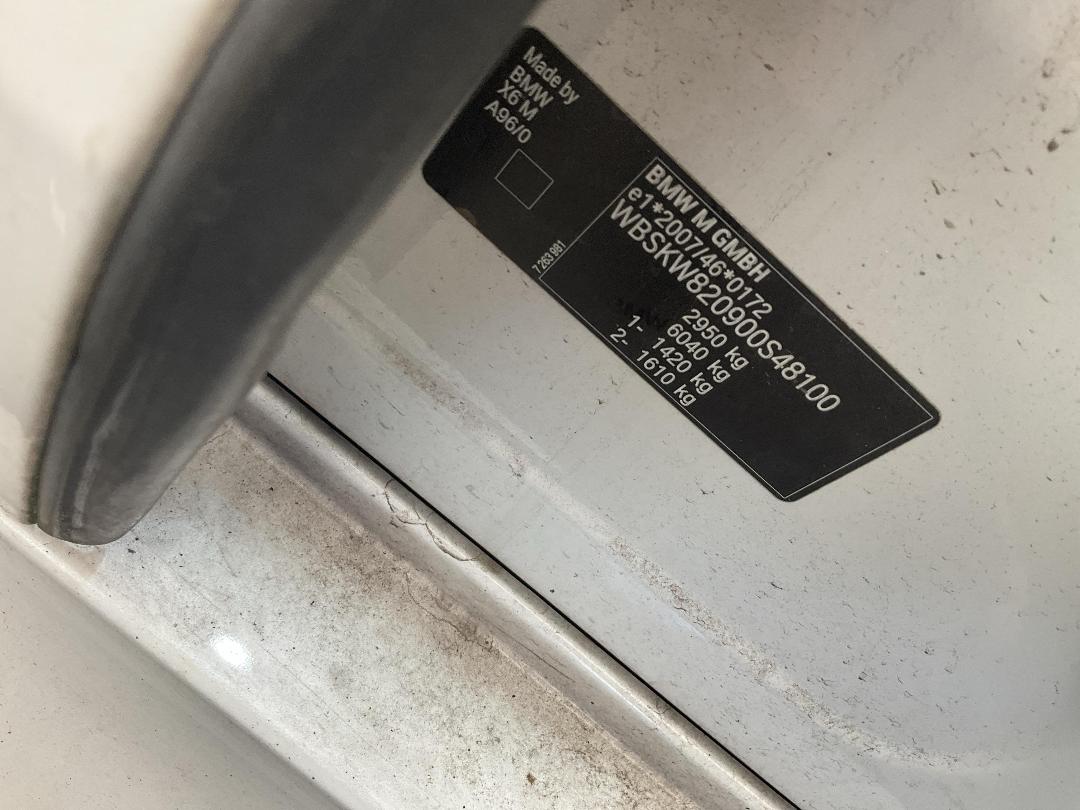 Made by
BMW
X6 M
A96/0
7 263 981
BMW M GMBH
e1*2007/46*0172
WBSKW820900S48100
2950 kg
6040 kg
1- 1420 kg
2- 1610 kg